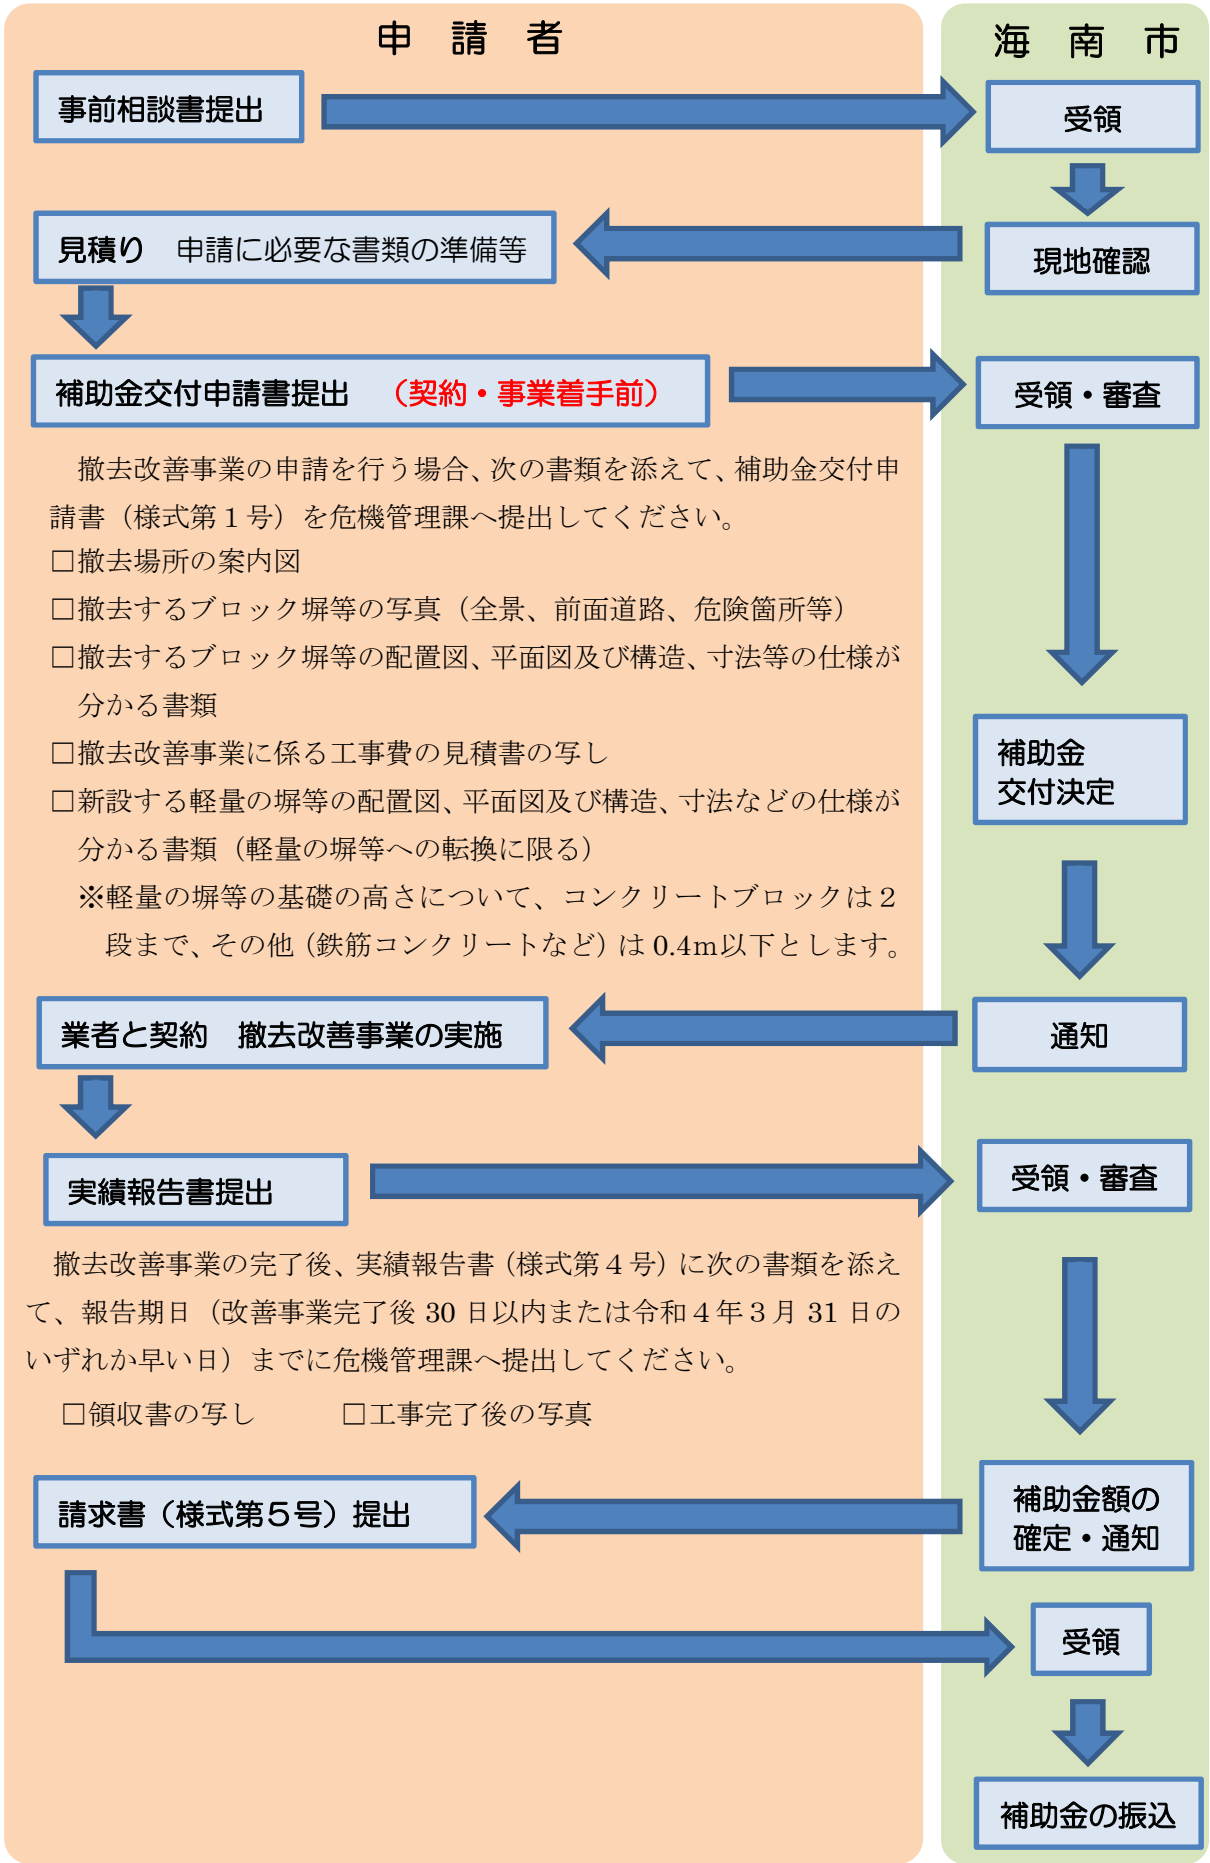 申　請　者
海　南　市
事前相談書提出
受領
見積り　申請に必要な書類の準備等
現地確認
補助金交付申請書提出　（契約・事業着手前）
受領・審査
撤去改善事業の申請を行う場合、次の書類を添えて、補助金交付申
請書（様式第１号）を危機管理課へ提出してください。
□撤去場所の案内図
□撤去するブロック塀等の写真（全景、前面道路、危険箇所等）
□撤去するブロック塀等の配置図、平面図及び構造、寸法等の仕様が
分かる書類
□撤去改善事業に係る工事費の見積書の写し
□新設する軽量の塀等の配置図、平面図及び構造、寸法などの仕様が
分かる書類（軽量の塀等への転換に限る）
※軽量の塀等の基礎の高さについて、コンクリートブロックは２
段まで、その他（鉄筋コンクリートなど）は 0.4ｍ以下とします。
補助金
交付決定
業者と契約　撤去改善事業の実施
通知
実績報告書提出
受領・審査
撤去改善事業の完了後、実績報告書（様式第４号）に次の書類を添え
て、報告期日（改善事業完了後 30 日以内または令和４年３月 31 日の
いずれか早い日）までに危機管理課へ提出してください。
□領収書の写し　　　□工事完了後の写真
請求書（様式第５号）提出
補助金額の
確定・通知
受領
補助金の振込